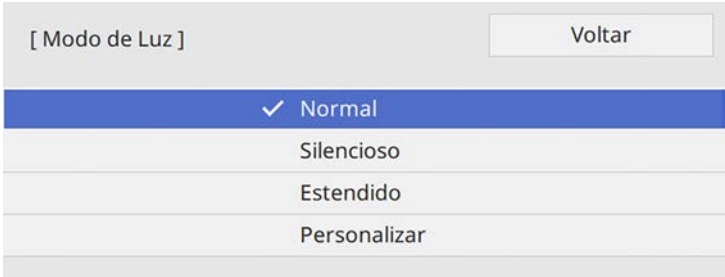 [ Modo de Luz ]
Voltar
Normal
Silencioso
Estendido
Personalizar